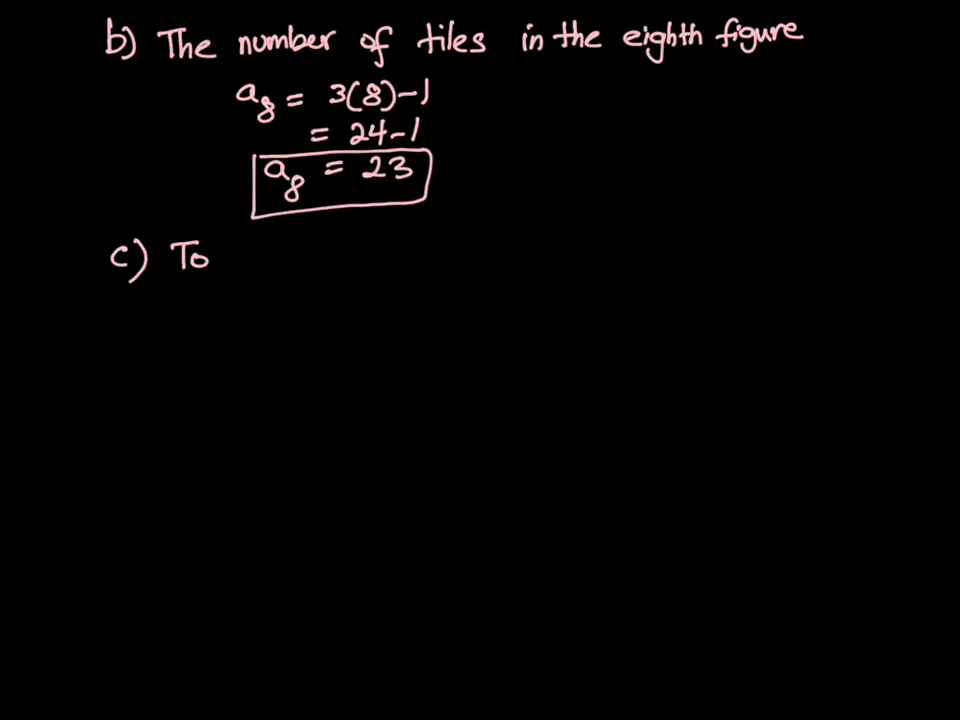 b) The number of tiles in the eighth figure
a₈ = 3(8)-1
= 24-1
a₈ = 23
c) To